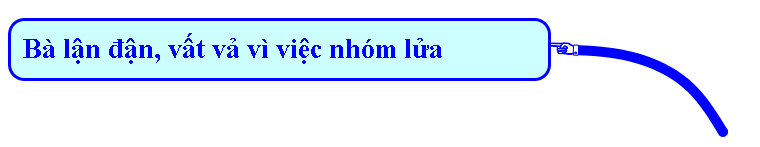 Bà lận đận, vất vả vì việc nhóm lửa